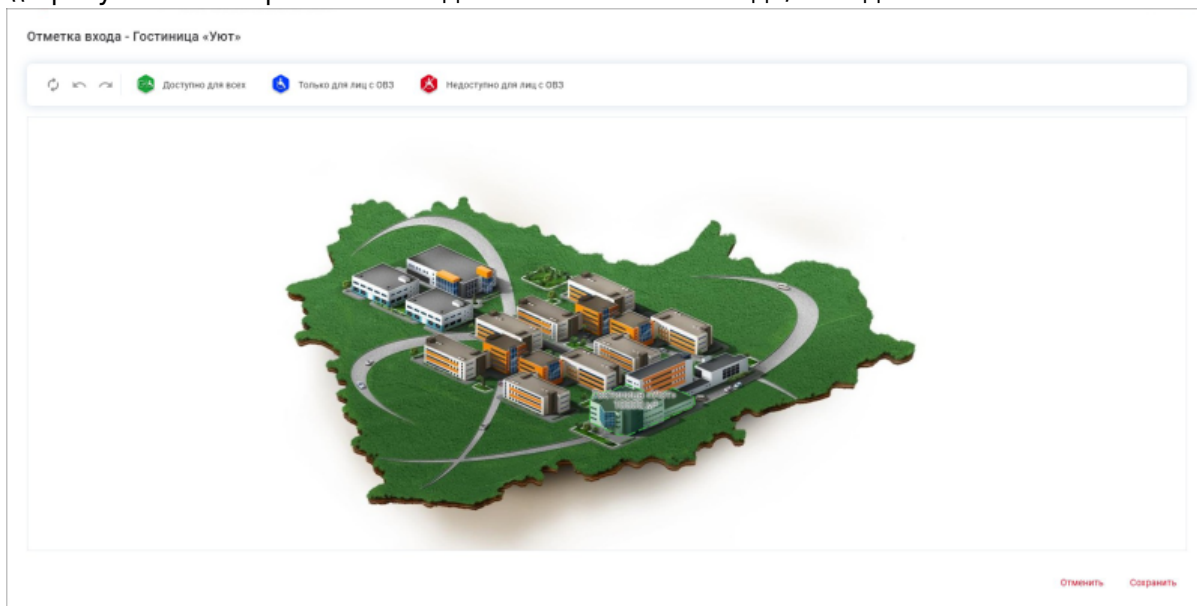 Отметка входа - Гостиница «Уют»
Доступно для всех
Только для лиц с ОВЗ
Недоступно для лиц с ОВЗ
Отменить
Сохранить